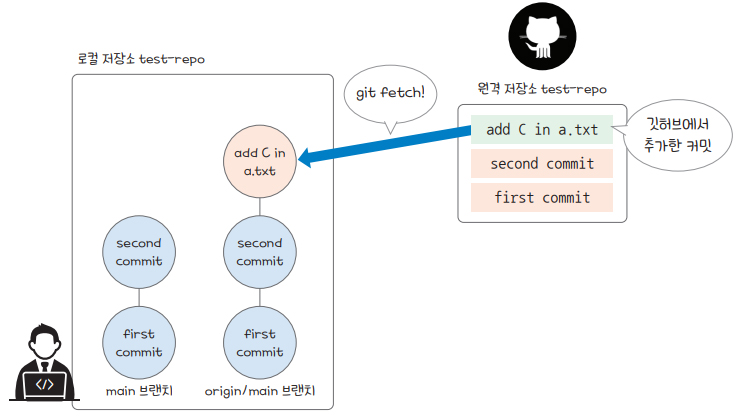 로컬 저장소 test-repo
git fetch!
원격 저장소 test-repo
add C in a.txt
second commit
first commit
깃허브에서
추가한 커밋
add C in
a.txt
second
commit
second
commit
first
commit
first
commit
</>
main 브랜치
origin/main 브랜치